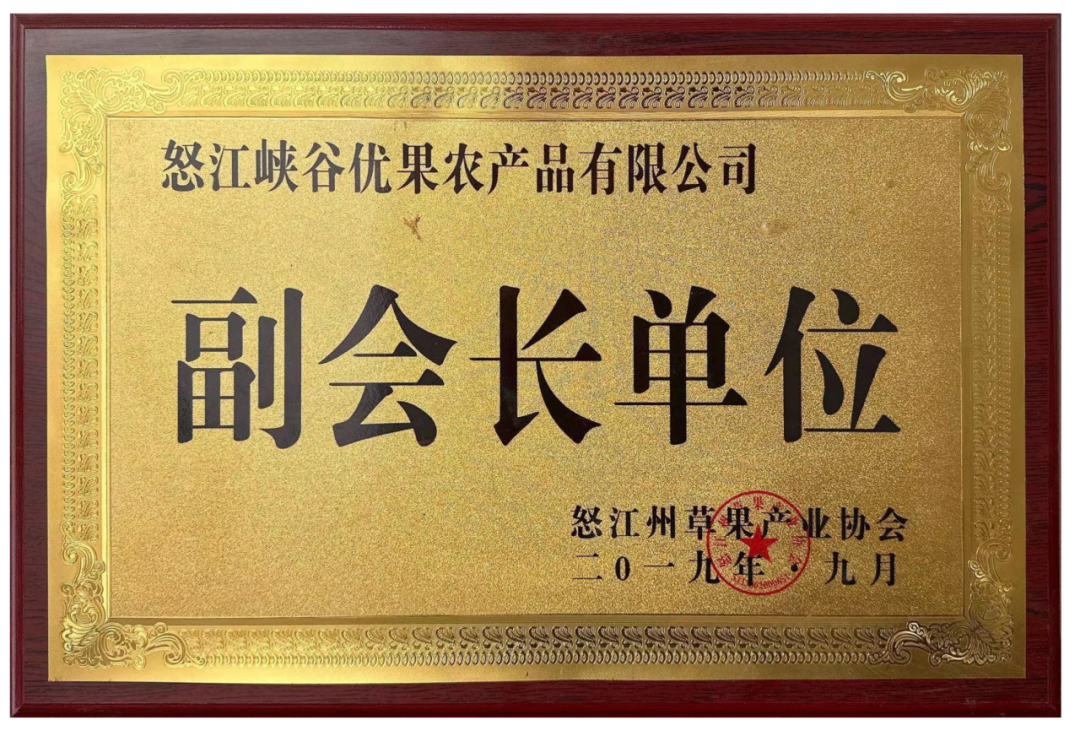 怒江峡谷优果农产品有限公司
副会长单位
怒江州草果产业协会
二0一九年·九月